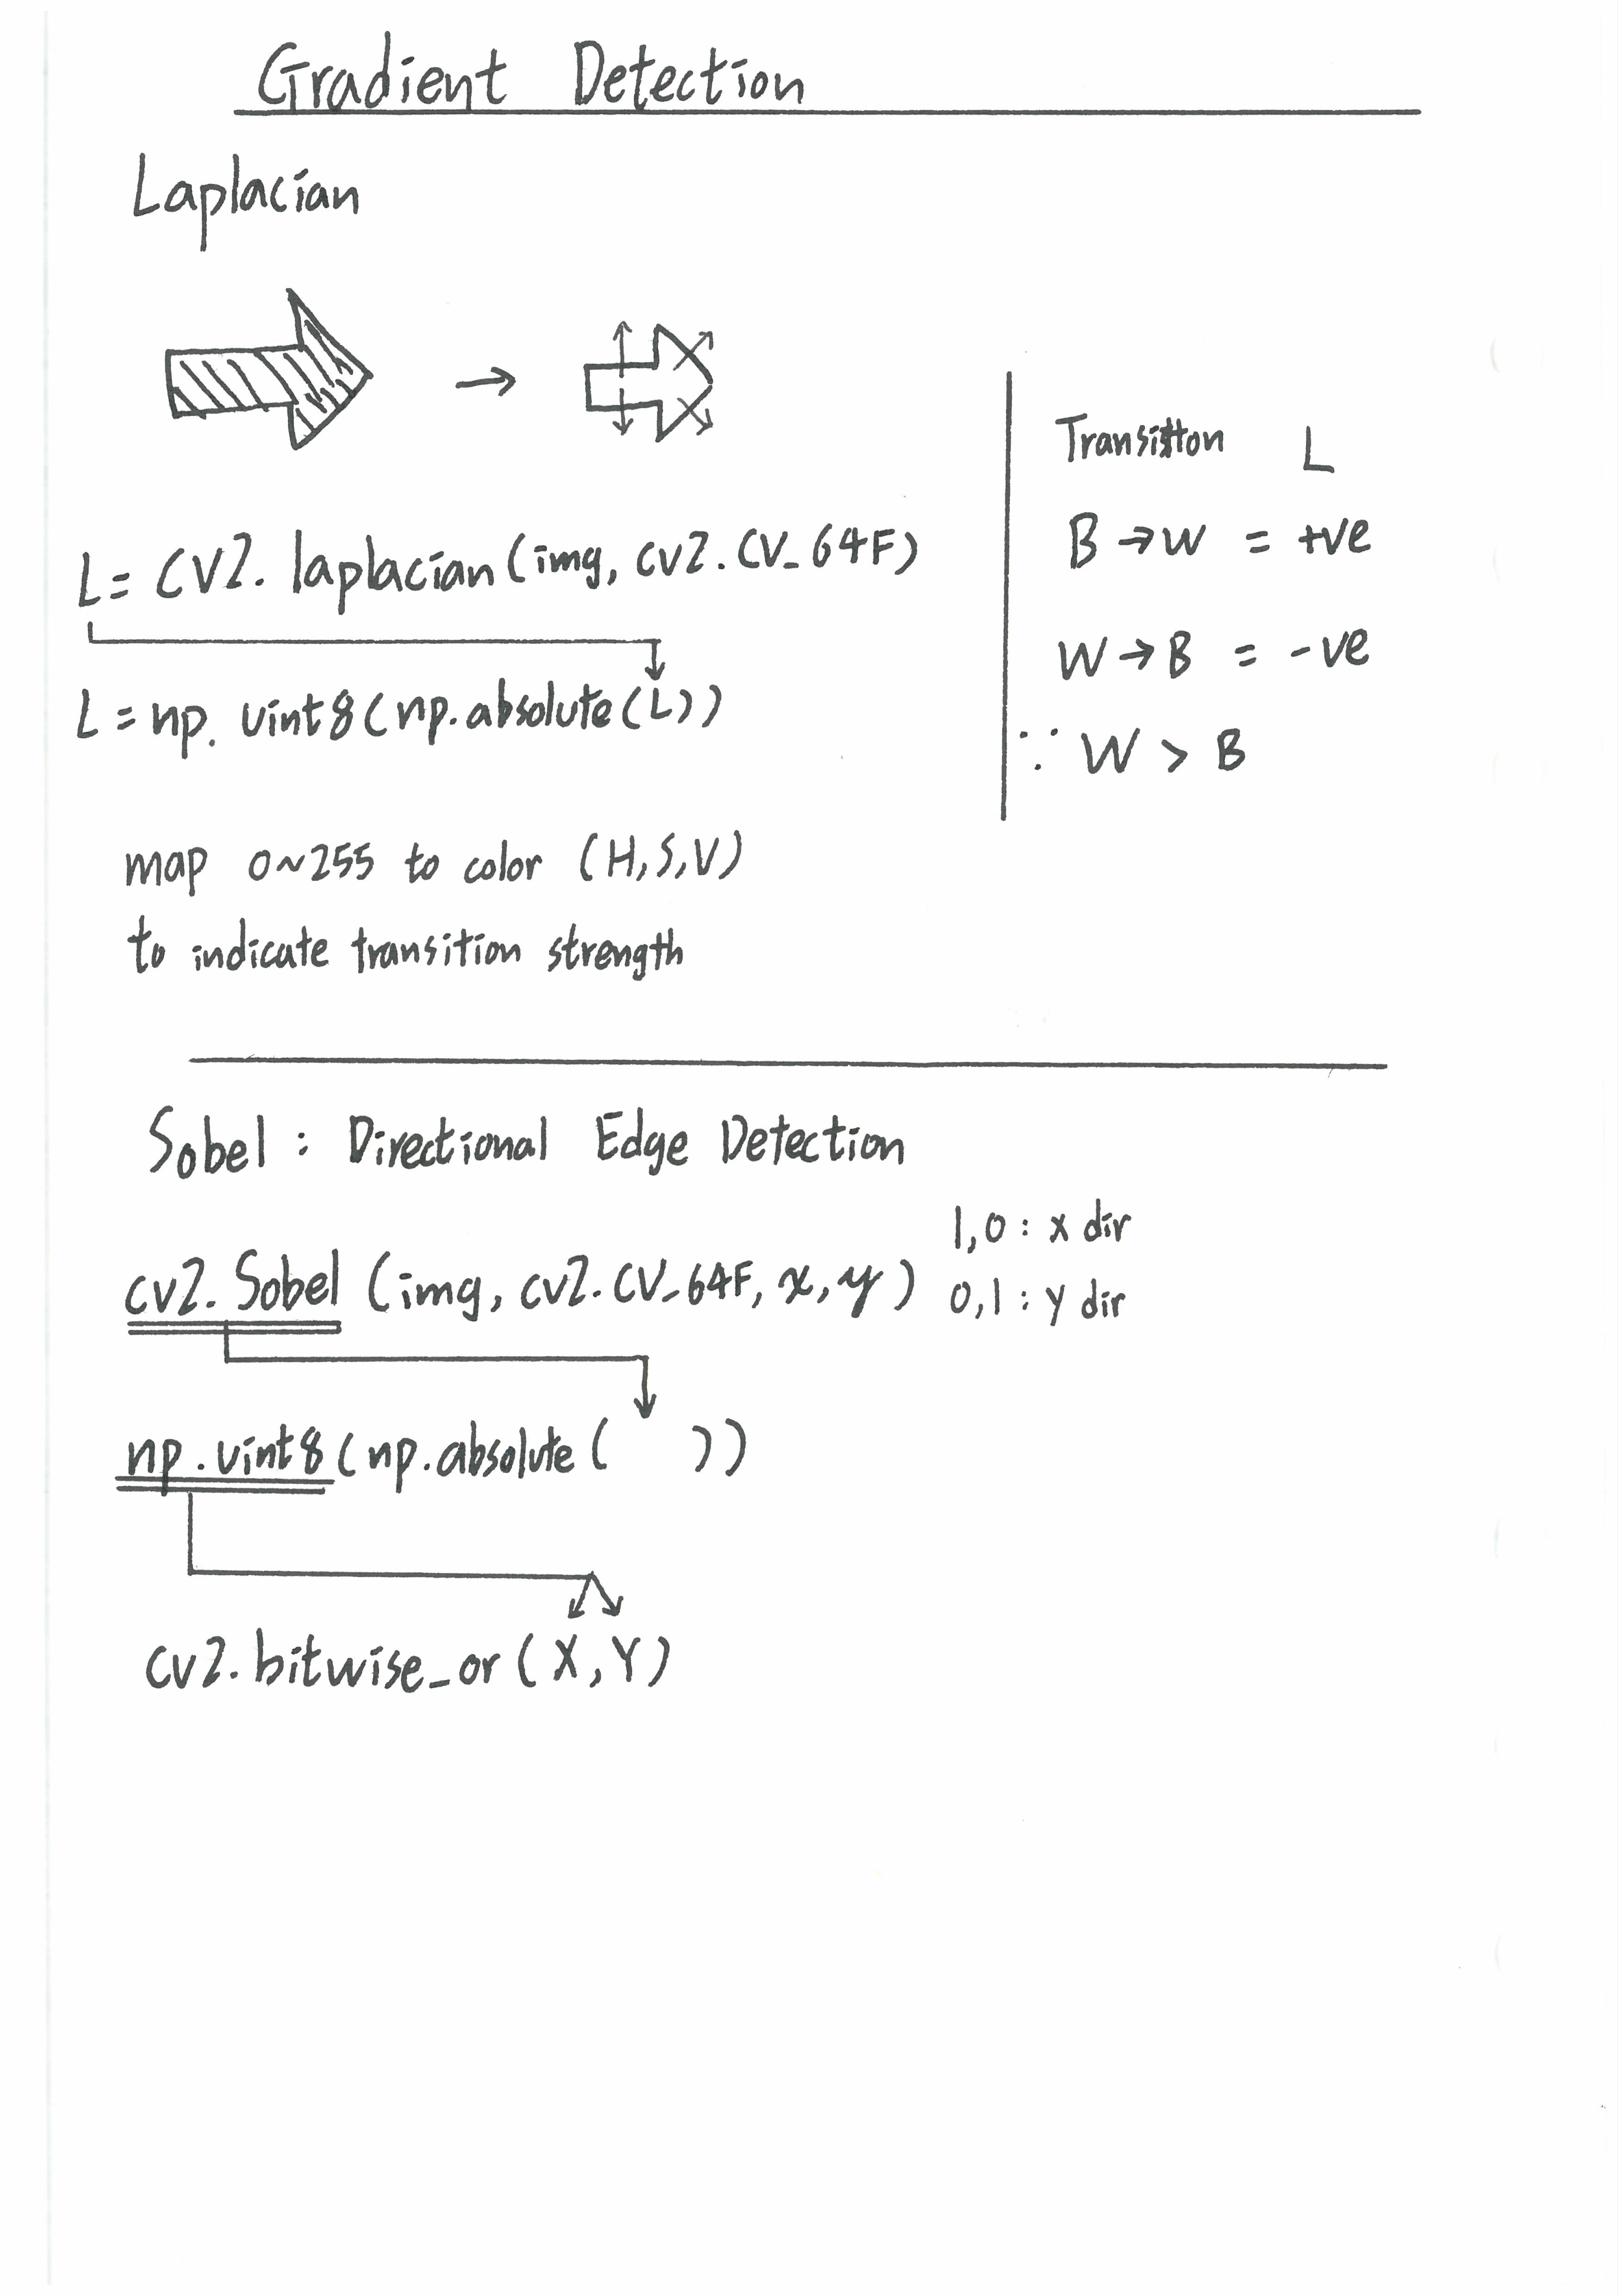 Gradient Detection
Laplacian
L = cv2. laplacian (img, cv2. CV_64F)
L = np. uint8 (np.absolute (L))
map 0~255 to color (H,S,V)
to indicate transition strength
Transition L
B → W = +ve
W → B = -ve
∵ W > B
Sobel : Directional Edge Detection
cv2. Sobel (img, cv2. CV_64F, x, y)
1,0 : x dir
0,1 : y dir
np. uint8 (np.absolute ( ))
cv2. bitwise_or (X, Y)